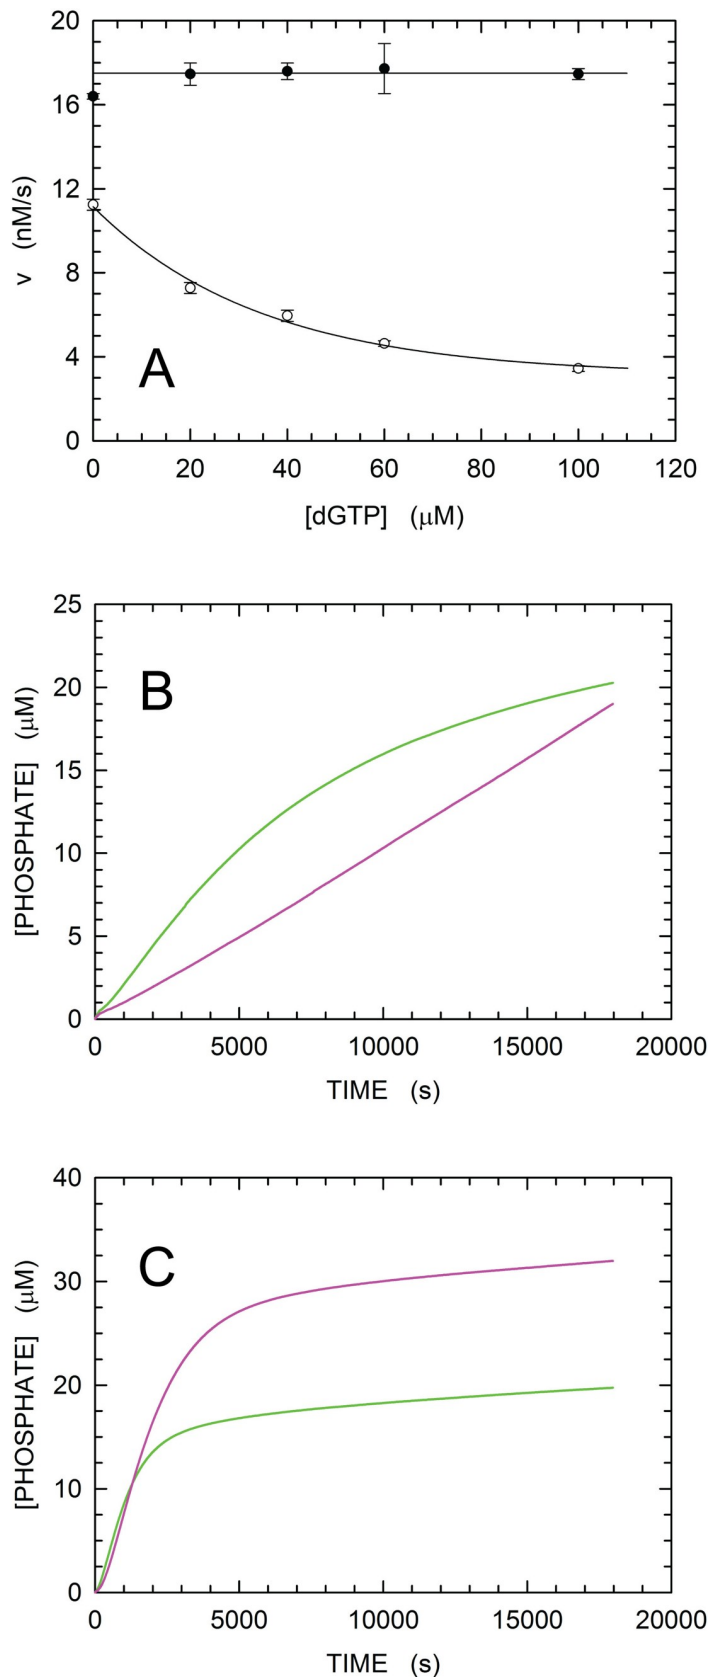 20
16
12
8
4
0
v (nM/s)
A
0 20 40 60 80 100 120
[dGTP] (μM)
25
20
15
10
5
0
[PHOSPHATE] (μM)
B
0 5000 10000 15000 20000
TIME (s)
40
30
20
10
0
[PHOSPHATE] (μM)
C
0 5000 10000 15000 20000
TIME (s)